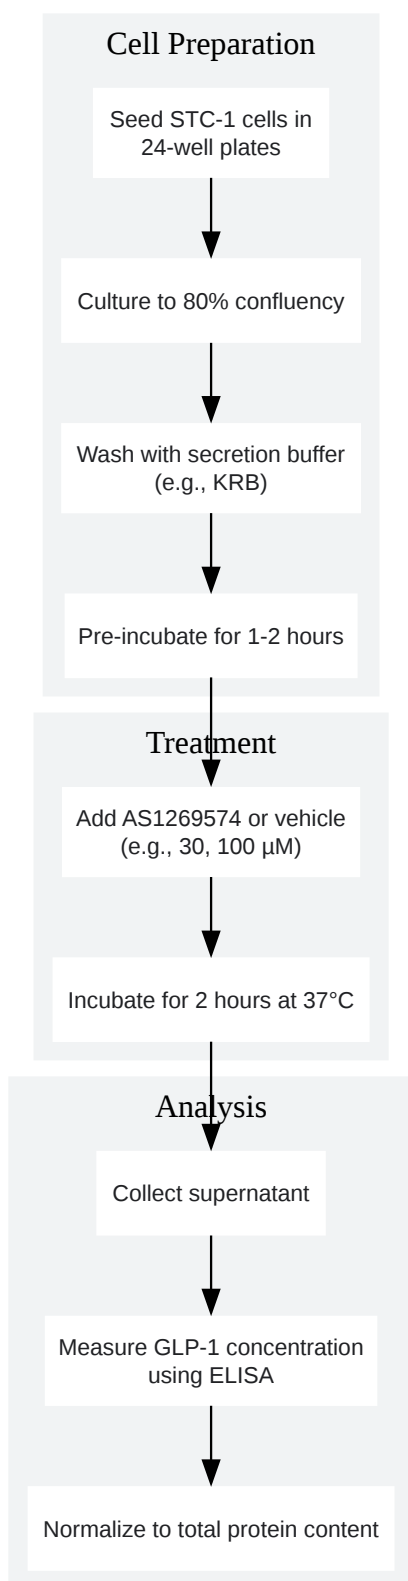 Cell Preparation
Seed STC-1 cells in
24-well plates
Culture to 80% confluency
Wash with secretion buffer
(e.g., KRB)
Pre-incubate for 1-2 hours
Treatment
Add AS1269574 or vehicle
(e.g., 30, 100 µM)
Incubate for 2 hours at 37°C
Analysis
Collect supernatant
Measure GLP-1 concentration
using ELISA
Normalize to total protein content